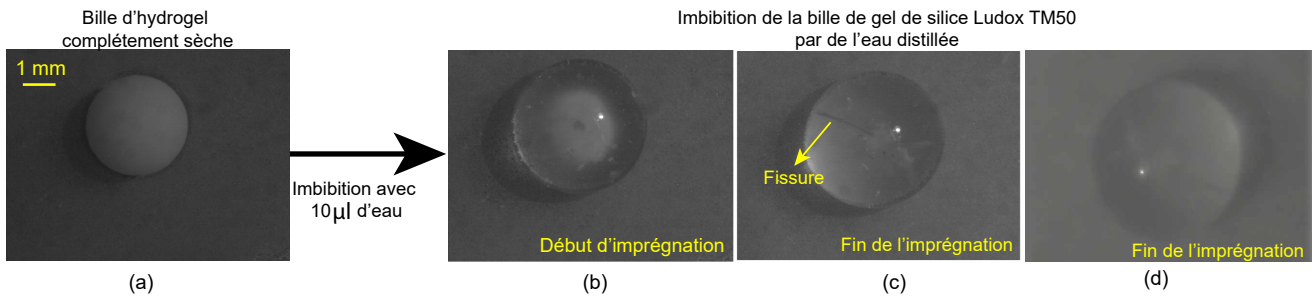 Bille d'hydrogel
complétement sèche
1 mm
(a)
Imbibition avec
10µl d'eau
Imbibition de la bille de gel de silice Ludox TM50
par de l'eau distillée
Début d'imprégnation
(b)
Fissure
Fin de l'imprégnation
(c)
Fin de l'imprégnation
(d)